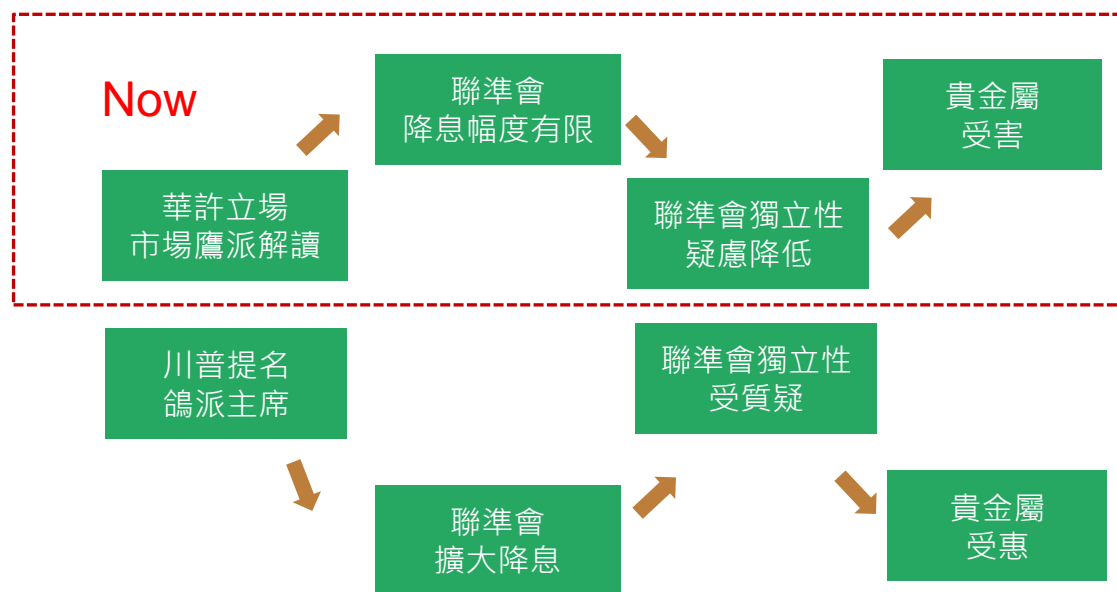 Now
華許立場
市場鷹派解讀
聯準會
降息幅度有限
聯準會獨立性
疑慮降低
貴金屬
受害
川普提名
鴿派主席
聯準會
擴大降息
聯準會獨立性
受質疑
貴金屬
受惠